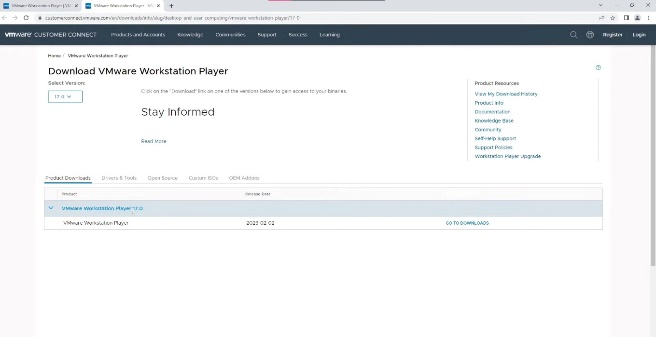 VMware Workstation Player | V
VMware Workstation Player
customerconnect.vmware.com/en/downloads/info/slug/desktop_end_user_computing/vmware_workstation_player/17_0
vmware CUSTOMER CONNECT Products and Accounts Knowledge Communities Support Success Learning Register Login
Home / VMware Workstation Player
Download VMware Workstation Player
Select Version:
17.0
Click on the "Download" link on one of the versions below to gain access to your binaries.
Stay Informed
Read More
Product Resources
View My Download History
Product Info
Documentation
Knowledge Base
Community
Self-Help Support
Support Policies
Workstation Player Upgrade
Product Downloads Drivers & Tools Open Source Custom ISOs OEM Addons
Product Release Date
VMware Workstation Player 17.0
VMware Workstation Player 2023-02-02 GO TO DOWNLOADS